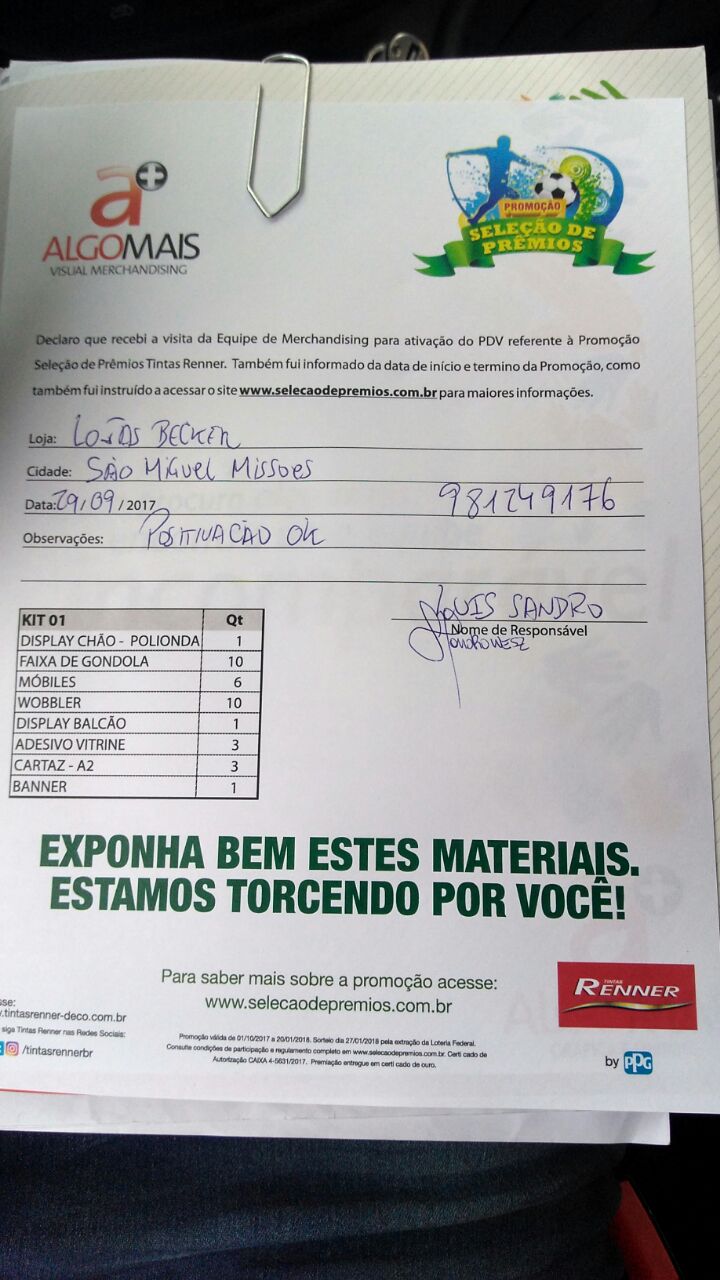 a+
ALGOMAIS
VISUAL MERCHANDISING
PROMOÇÃO
SELEÇÃO DE
PRÊMIOS
Declaro que recebi a visita da Equipe de Merchandising para ativação do PDV referente à Promoção
Seleção de Prêmios Tintas Renner. Também fui informado da data de início e termino da Promoção, como
também fui instruído a acessar o site www.selecaodepremios.com.br para maiores informações.
Loja: LOJAS BECKER
Cidade: SÃO MIGUEL MISSOES
Data: 29/09/2017 981249176
Observações: POSITIVAÇÃO OK
LUIS SANDRO
Nome de Responsável
KIT 01 Qt
DISPLAY CHÃO - POLIONDA 1
FAIXA DE GONDOLA 10
MÓBILES 6
WOBBLER 10
DISPLAY BALCÃO 1
ADESIVO VITRINE 3
CARTAZ - A2 3
BANNER 1
EXPONHA BEM ESTES MATERIAIS.
ESTAMOS TORCENDO POR VOCÊ!
Para saber mais sobre a promoção acesse:
www.selecaodepremios.com.br
sse:
.tintasrenner-deco.com.br
siga Tintas Renner nas Redes Sociais:
/tintasrennerbr
Promoção válida de 01/10/2017 a 20/01/2018. Sorteio dia 27/01/2018 pela extração da Loteria Federal.
Consulte condições de participação e regulamento completo em www.selecaodepremios.com.br. Certi cado de
Autorização CAIXA 4-5631/2017. Premiação entregue em certi cado de ouro.
TINTAS
RENNER
by PPG